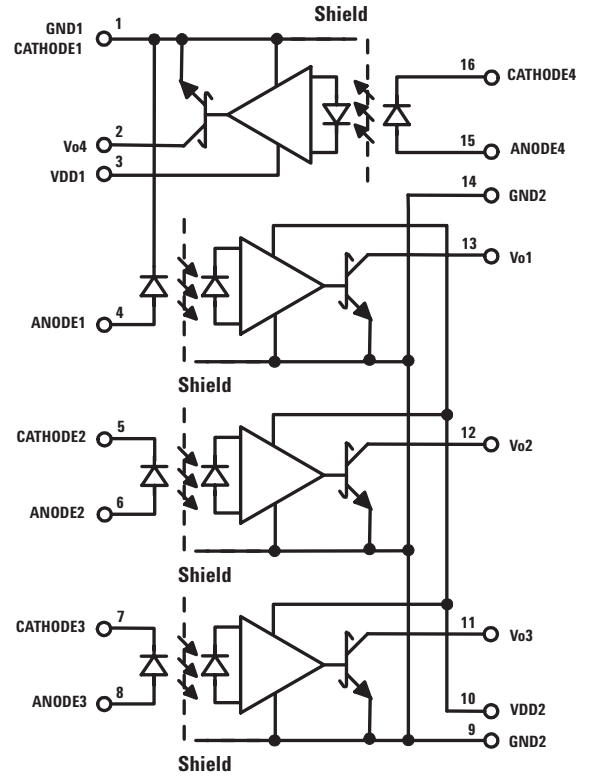 Shield
GND1 1
CATHODE1
16 CATHODE4
2
Vo4
3
VDD1
15 ANODE4
14 GND2
13 Vo1
4
ANODE1
Shield
CATHODE2 5
12 Vo2
6
ANODE2
Shield
CATHODE3 7
11 Vo3
8
ANODE3
10 VDD2
9 GND2
Shield